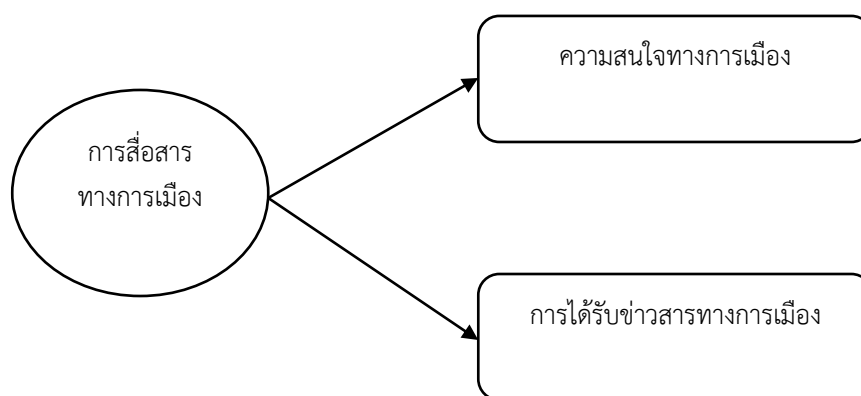 ความสนใจทางการเมือง
การสื่อสาร
ทางการเมือง
การได้รับข่าวสารทางการเมือง